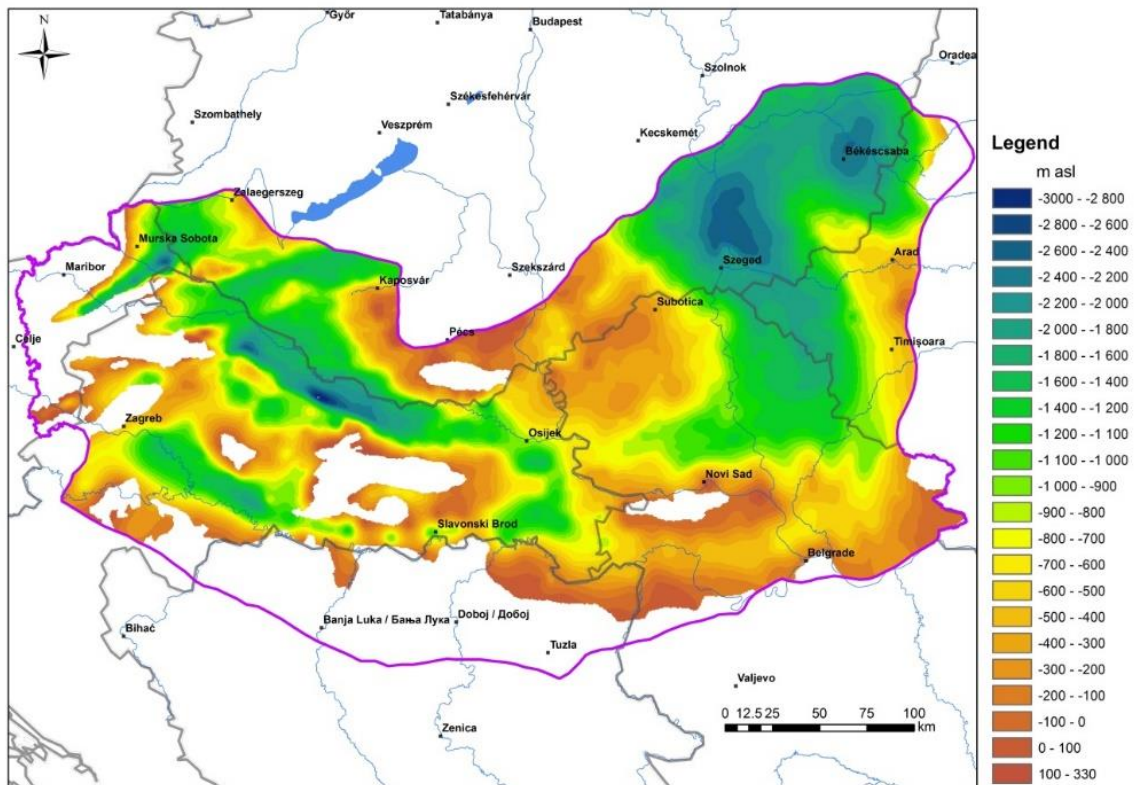 N
Győr
Tatabánya
Budapest
Oradea
Szolnok
Székesfehérvár
Szombathely
Veszprém
Kecskemét
Békéscsaba
Zalaegerszeg
Murska Sobota
Maribor
Szeged
Arad
Szekszárd
Kaposvár
Subotica
Pécs
Celje
Timișoara
Zagreb
Osijek
Novi Sad
Slavonski Brod
Belgrade
Banja Luka / Бања Лука
Doboj / Добој
Bihać
Tuzla
Valjevo
Zenica
0 12.5 25 50 75 100
km
Legend
m asl
-3000 - -2 800
-2 800 - -2 600
-2 600 - -2 400
-2 400 - -2 200
-2 200 - -2 000
-2 000 - -1 800
-1 800 - -1 600
-1 600 - -1 400
-1 400 - -1 200
-1 200 - -1 100
-1 100 - -1 000
-1 000 - -900
-900 - -800
-800 - -700
-700 - -600
-600 - -500
-500 - -400
-400 - -300
-300 - -200
-200 - -100
-100 - 0
0 - 100
100 - 330